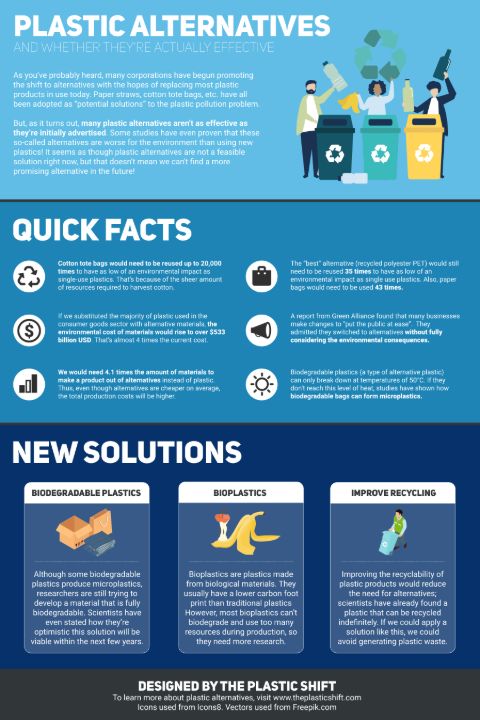 PLASTIC ALTERNATIVES
AND WHETHER THEY'RE ACTUALLY EFFECTIVE
As you've probably heard, many corporations have begun promoting
the shift to alternatives with the hopes of replacing most plastic
products in use today. Paper straws, cotton tote bags, etc. have all
been adopted as "potential solutions" to the plastic pollution problem.
But, as it turns out, many plastic alternatives aren't as effective as
they're initially advertised. Some studies have even proven that these
so-called alternatives are worse for the environment than using new
plastics! It seems as though plastic alternatives are not a feasible
solution right now, but that doesn't mean we can't find a more
promising alternative in the future!
QUICK FACTS
Cotton tote bags would need to be reused up to 20,000
times to have as low of an environmental impact as
single-use plastics. That's because of the sheer amount
of resources required to harvest cotton.
The "best" alternative (recycled polyester PET) would still
need to be reused 35 times to have as low of an
environmental impact as single use plastics. Also, paper
bags would need to be used 43 times.
If we substituted the majority of plastic used in the
consumer goods sector with alternative materials, the
environmental cost of materials would rise to over $533
billion USD. That's almost 4 times the current cost.
A report from Green Alliance found that many businesses
make changes to "put the public at ease". They
admitted they switched to alternatives without fully
considering the environmental consequences.
We would need 4.1 times the amount of materials to
make a product out of alternatives instead of plastic.
Thus, even though alternatives are cheaper on average,
the total production costs will be higher.
Biodegradable plastics (a type of alternative plastic)
can only break down at temperatures of 50°C. If they
don't reach this level of heat, studies have shown how
biodegradable bags can form microplastics.
NEW SOLUTIONS
BIODEGRADABLE PLASTICS
Although some biodegradable
plastics produce microplastics,
researchers are still trying to
develop a material that is fully
biodegradable. Scientists have
even stated how they're
optimistic this solution will be
viable within the next few years.
BIOPLASTICS
Bioplastics are plastics made
from biological materials. They
usually have a lower carbon foot
print than traditional plastics
However, most bioplastics can't
biodegrade and use too many
resources during production, so
they need more research.
IMPROVE RECYCLING
Improving the recyclability of
plastic products would reduce
the need for alternatives;
scientists have already found a
plastic that can be recycled
indefinitely. If we could apply a
solution like this, we could
avoid generating plastic waste.
DESIGNED BY THE PLASTIC SHIFT
To learn more about plastic alternatives, visit www.theplasticshift.com
Icons used from Icons8. Vectors used from Freepik.com